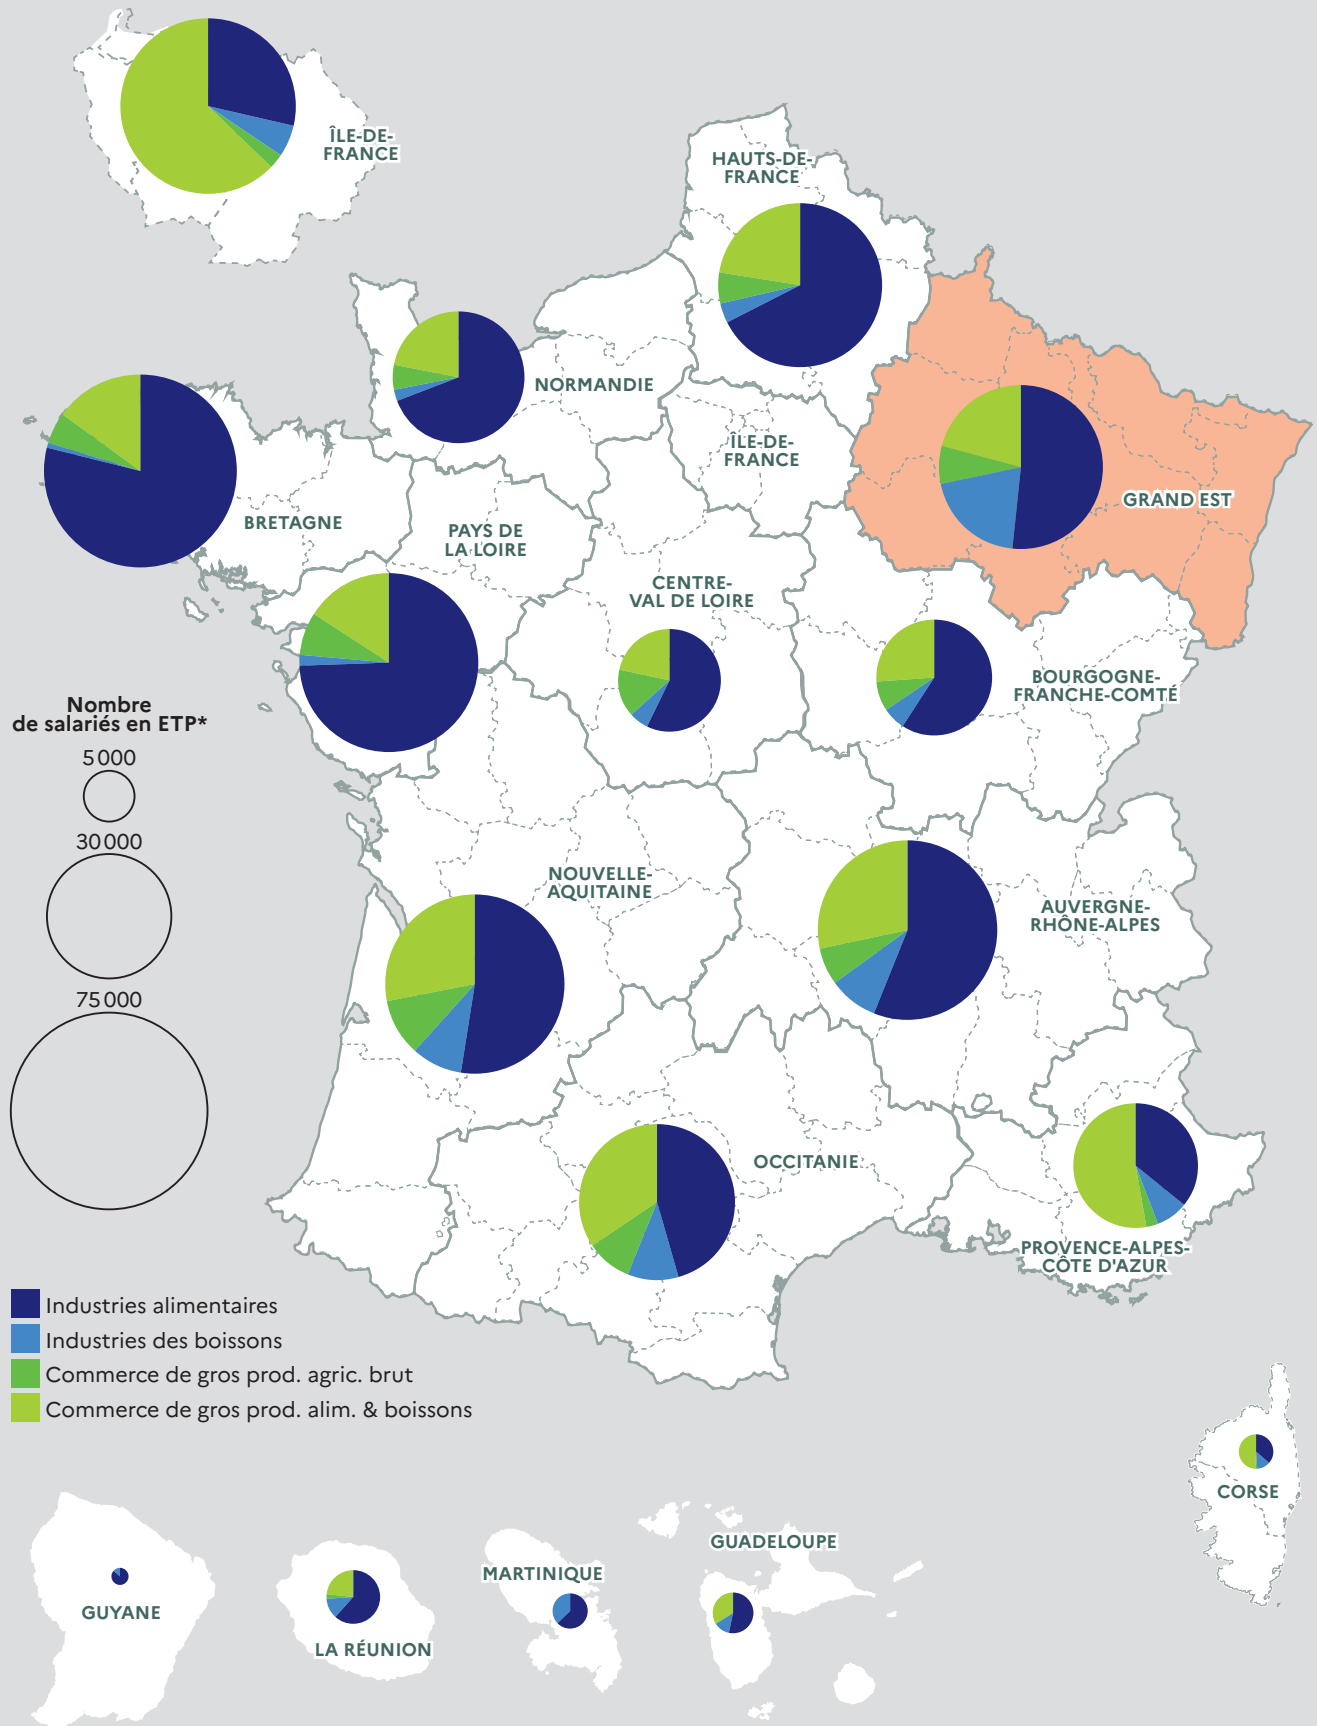 ÎLE-DE-
FRANCE
HAUTS-DE-
FRANCE
NORMANDIE
ÎLE-DE-
FRANCE
GRAND EST
BRETAGNE
PAYS DE
LA LOIRE
CENTRE-
VAL DE LOIRE
BOURGOGNE-
FRANCHE-COMTÉ
Nombre
de salariés en ETP*
5 000
30 000
75 000
NOUVELLE-
AQUITAINE
AUVERGNE-
RHÔNE-ALPES
OCCITANIE
PROVENCE-ALPES-
CÔTE D'AZUR
Industries alimentaires
Industries des boissons
Commerce de gros prod. agric. brut
Commerce de gros prod. alim. & boissons
CORSE
GUYANE
LA RÉUNION
MARTINIQUE
GUADELOUPE